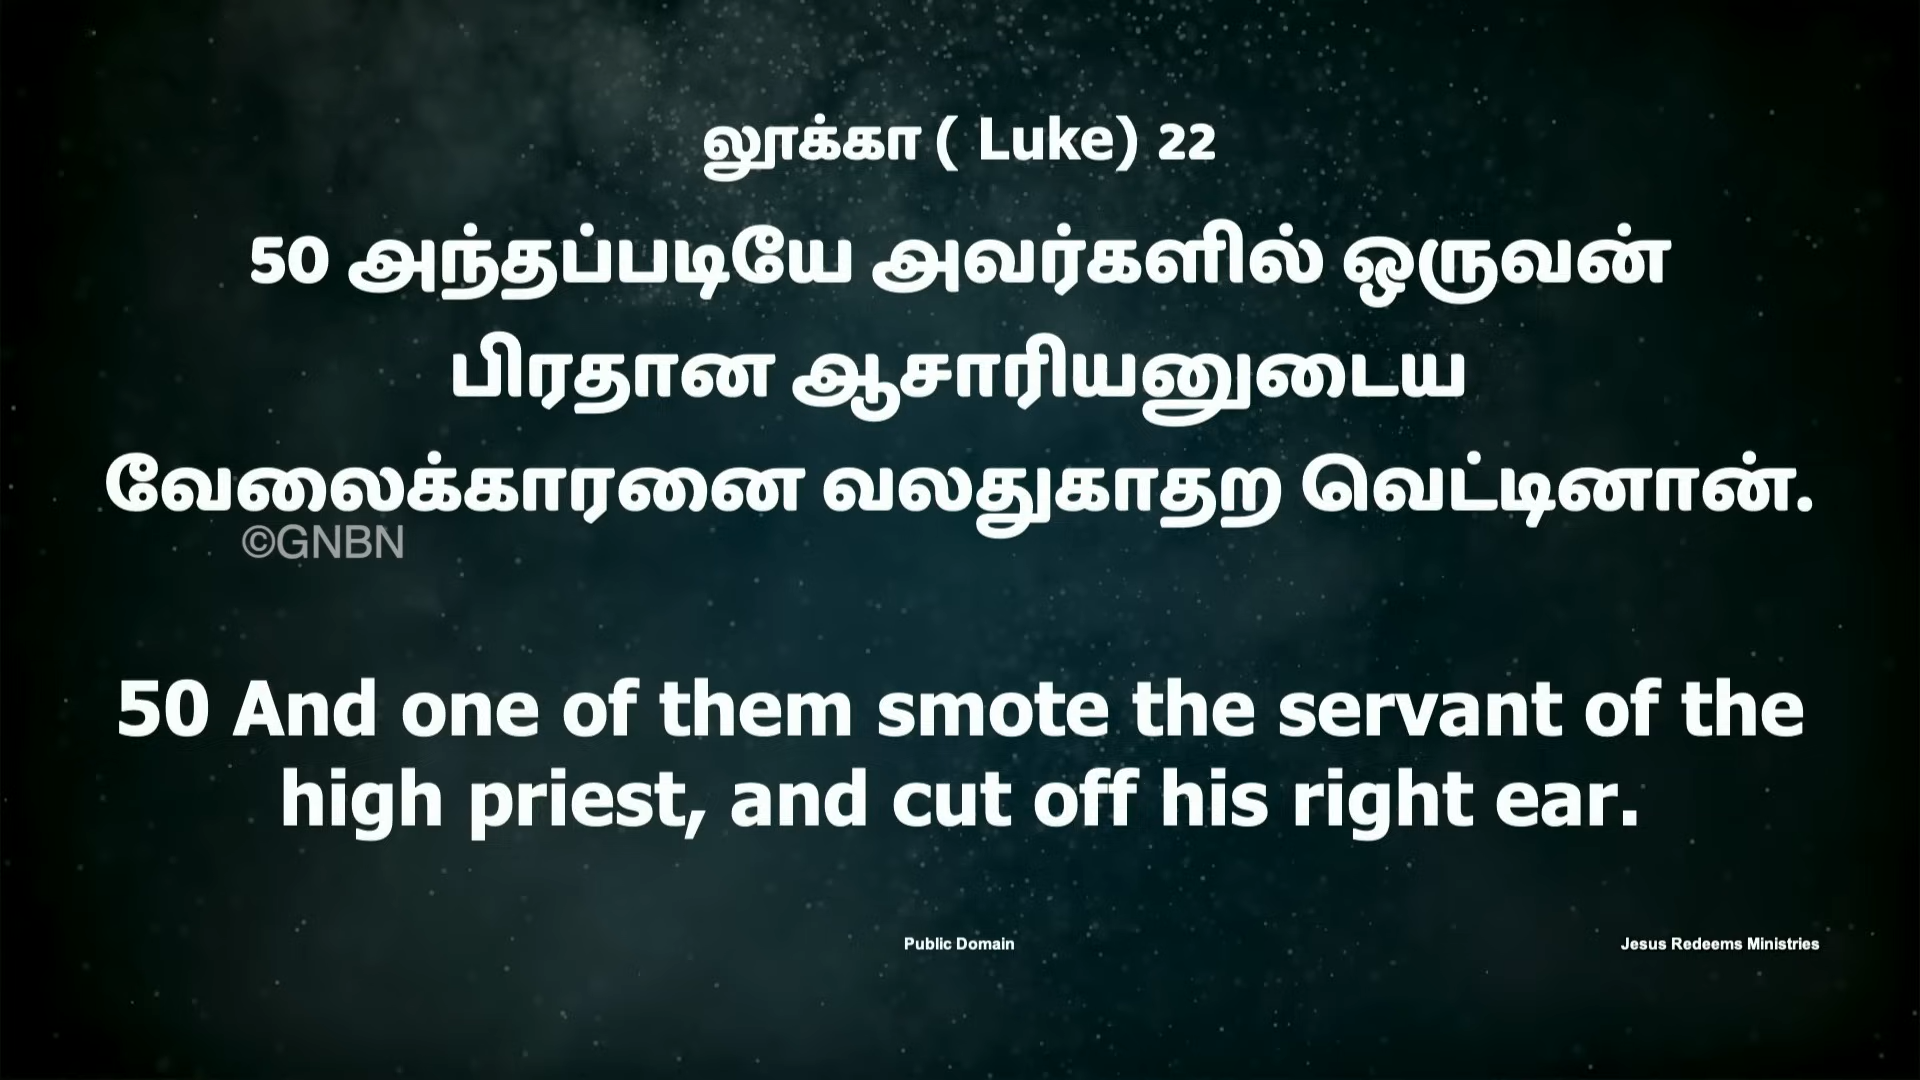 லூக்கா ( Luke) 22
50 அந்தப்படியே அவர்களில் ஒருவன்
பிரதான ஆசாரியனுடைய
வேலைக்காரனை வலதுகாதற வெட்டினான்.
©GNBN
50 And one of them smote the servant of the
high priest, and cut off his right ear.
Public Domain
Jesus Redeems Ministries